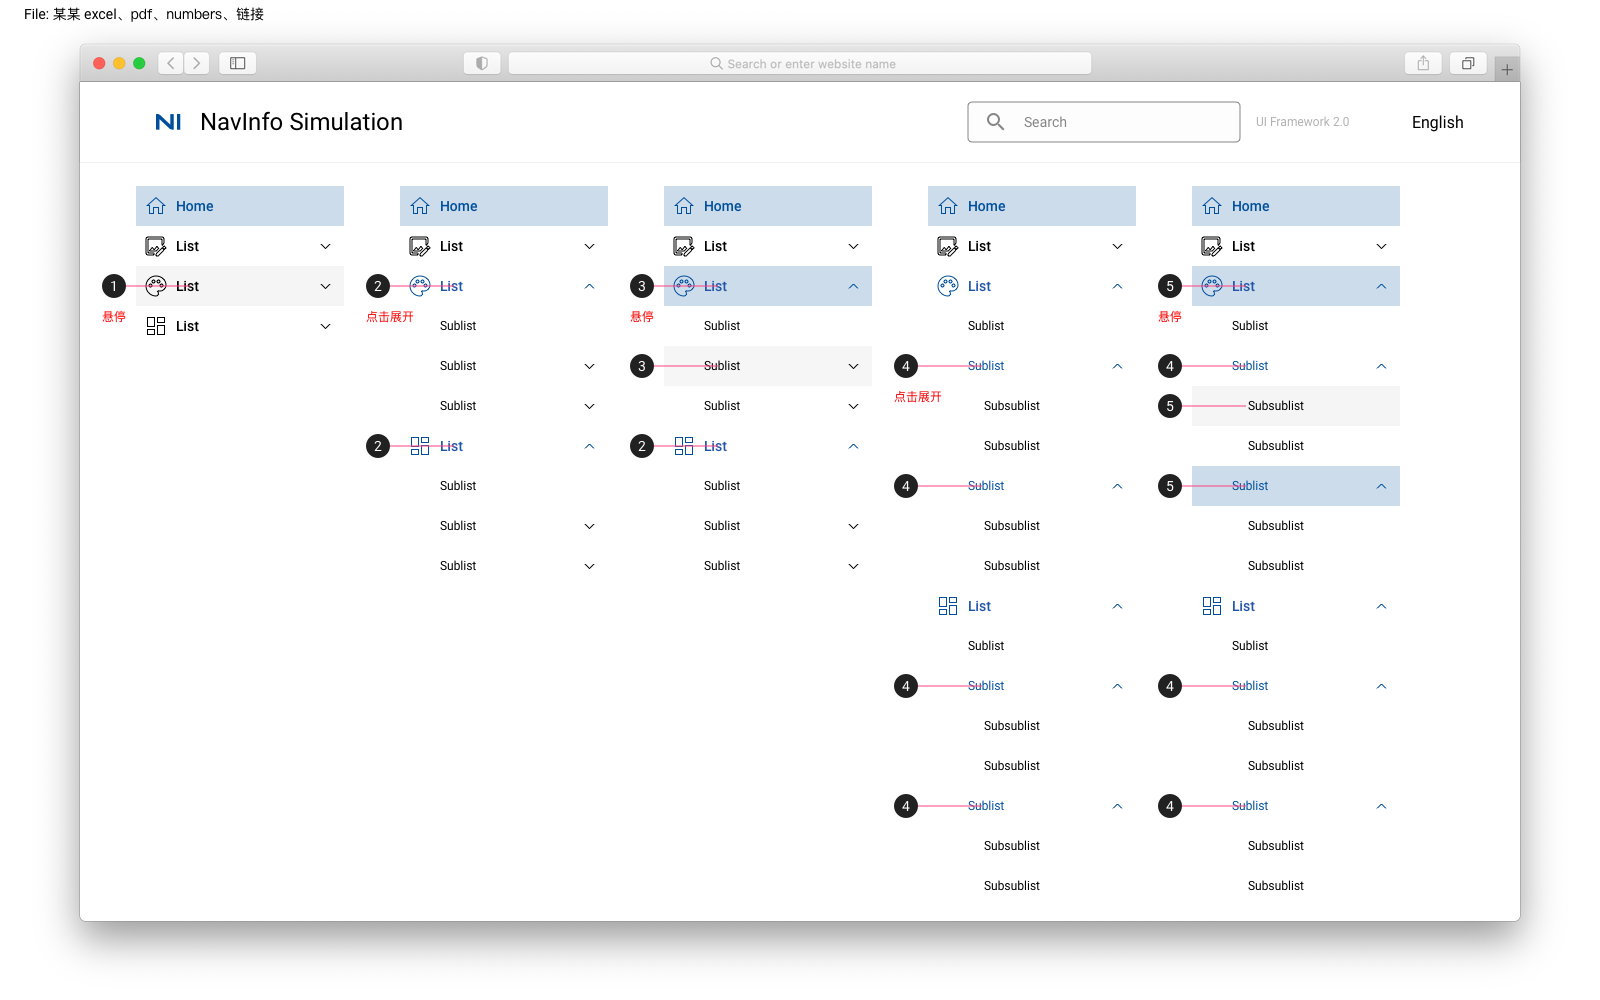 File: 某某 excel、pdf、numbers、链接
Search or enter website name
NI NavInfo Simulation
Search
UI Framework 2.0
English
Home
List
1 List
悬停
List
Home
List
2 List
点击展开
Sublist
Sublist
Sublist
2 List
Sublist
Sublist
Sublist
Home
List
3 List
悬停
Sublist
3 Sublist
Sublist
2 List
Sublist
Sublist
Sublist
Home
List
List
Sublist
4 Sublist
点击展开
Subsublist
Subsublist
4 Sublist
Subsublist
Subsublist
List
Sublist
4 Sublist
Subsublist
Subsublist
4 Sublist
Subsublist
Subsublist
Home
List
5 List
悬停
Sublist
4 Sublist
5 Subsublist
Subsublist
5 Sublist
Subsublist
Subsublist
List
Sublist
4 Sublist
Subsublist
Subsublist
4 Sublist
Subsublist
Subsublist